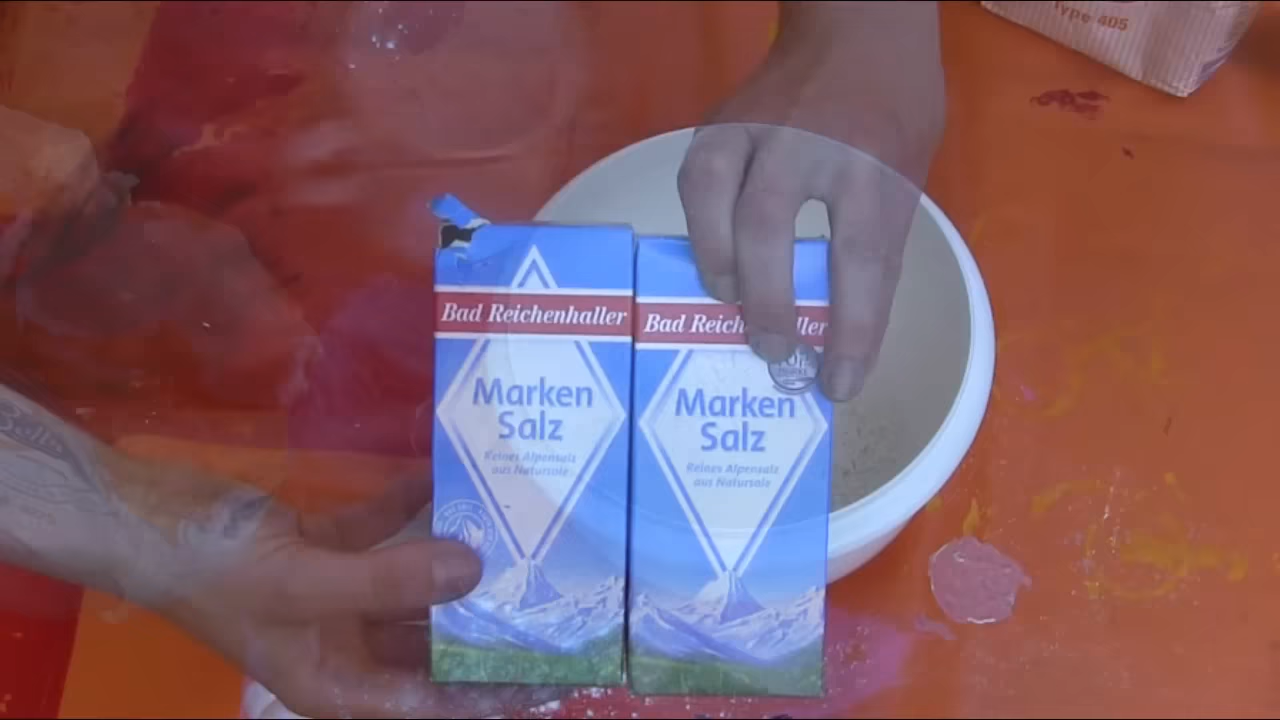 Type 405
Bad Reichenhaller
Marken
Salz
Reines Alpensalz
aus Natursole
Bad Reich ller
Marken
Salz
Reines Alpensalz
aus Natursole